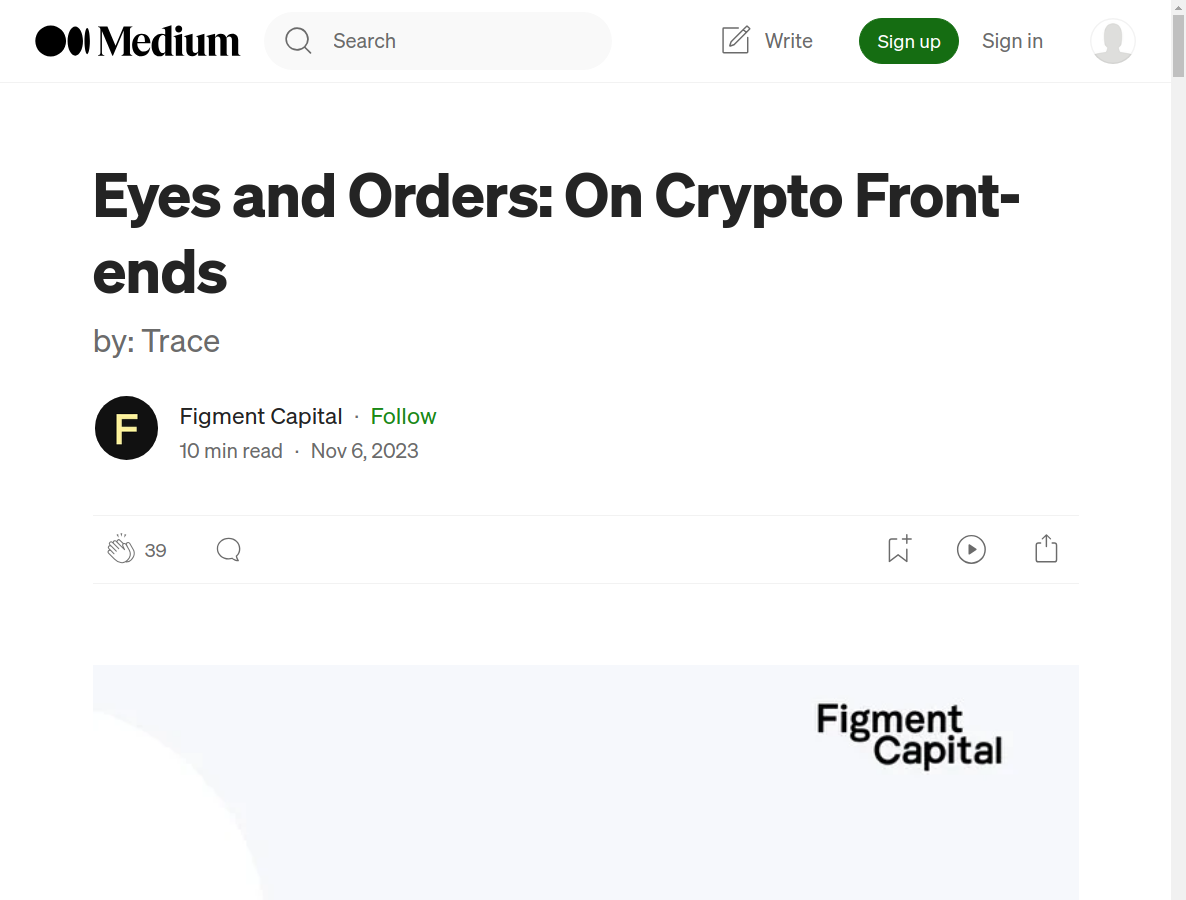 Medium
Search
Write
Sign up
Sign in
Eyes and Orders: On Crypto Front-
ends
by: Trace
F
Figment Capital · Follow
10 min read · Nov 6, 2023
39
Figment
Capital